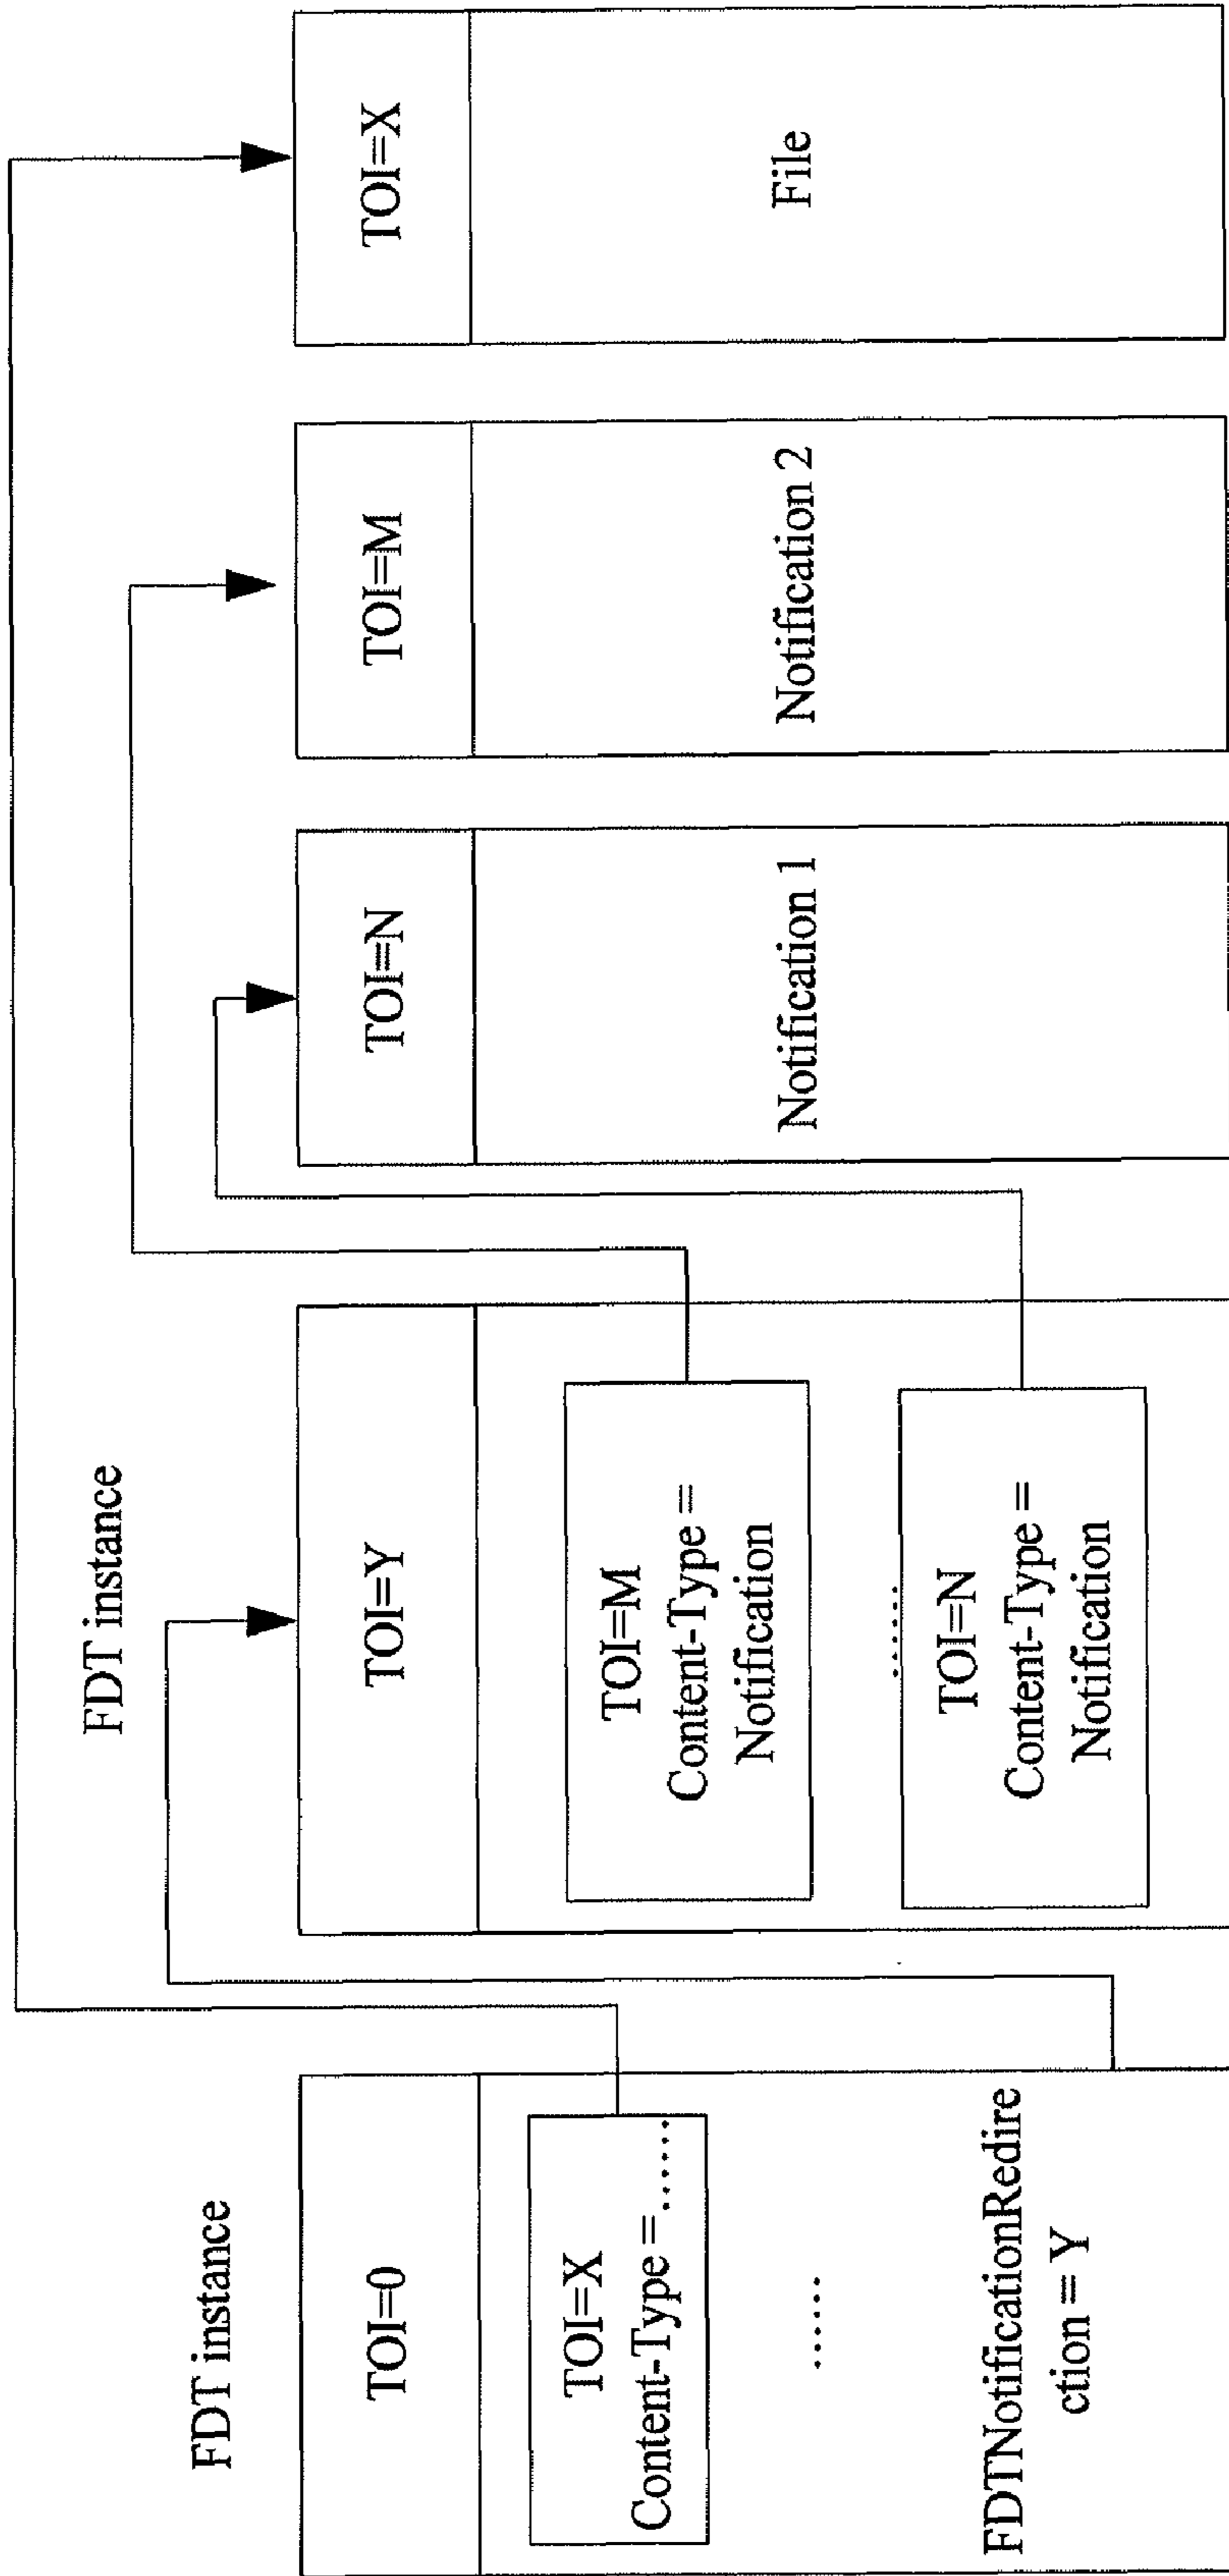 FDT instance
TOI=0
TOI=X
Content-Type =......
......
FDTNotificationRedire
ction = Y
FDT instance
TOI=Y
TOI=M
Content-Type =
Notification
......
TOI=N
Content-Type =
Notification
TOI=N
Notification 1
TOI=M
Notification 2
TOI=X
File